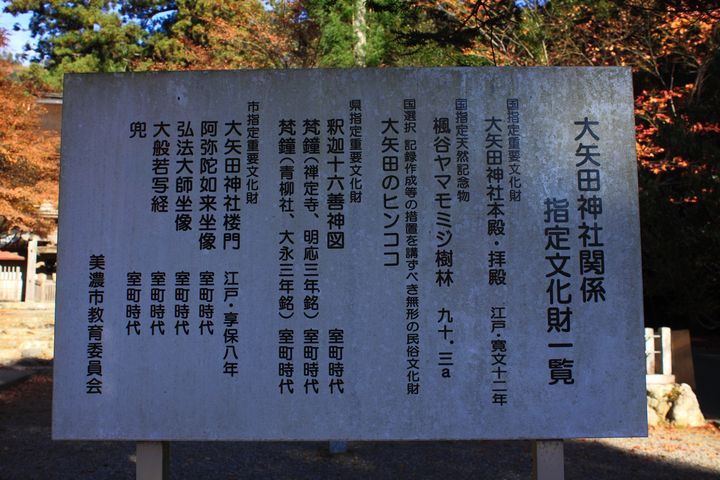 大矢田神社関係
指定文化財一覧
国指定重要文化財
大矢田神社本殿・拝殿 江戸・寛文十二年
国指定天然記念物
楓谷ヤマモミジ樹林 九十・三a
国選択 記録作成等の措置を講ずべき無形の民俗文化財
大矢田のヒンココ
県指定重要文化財
釈迦十六善神図 室町時代
梵鐘(禅定寺、明応三年銘) 室町時代
梵鐘(青柳社、大永三年銘) 室町時代
市指定重要文化財
大矢田神社楼門 江戸・享保八年
阿弥陀如来坐像 室町時代
弘法大師坐像 室町時代
大般若写経 室町時代
兜 室町時代
美濃市教育委員会